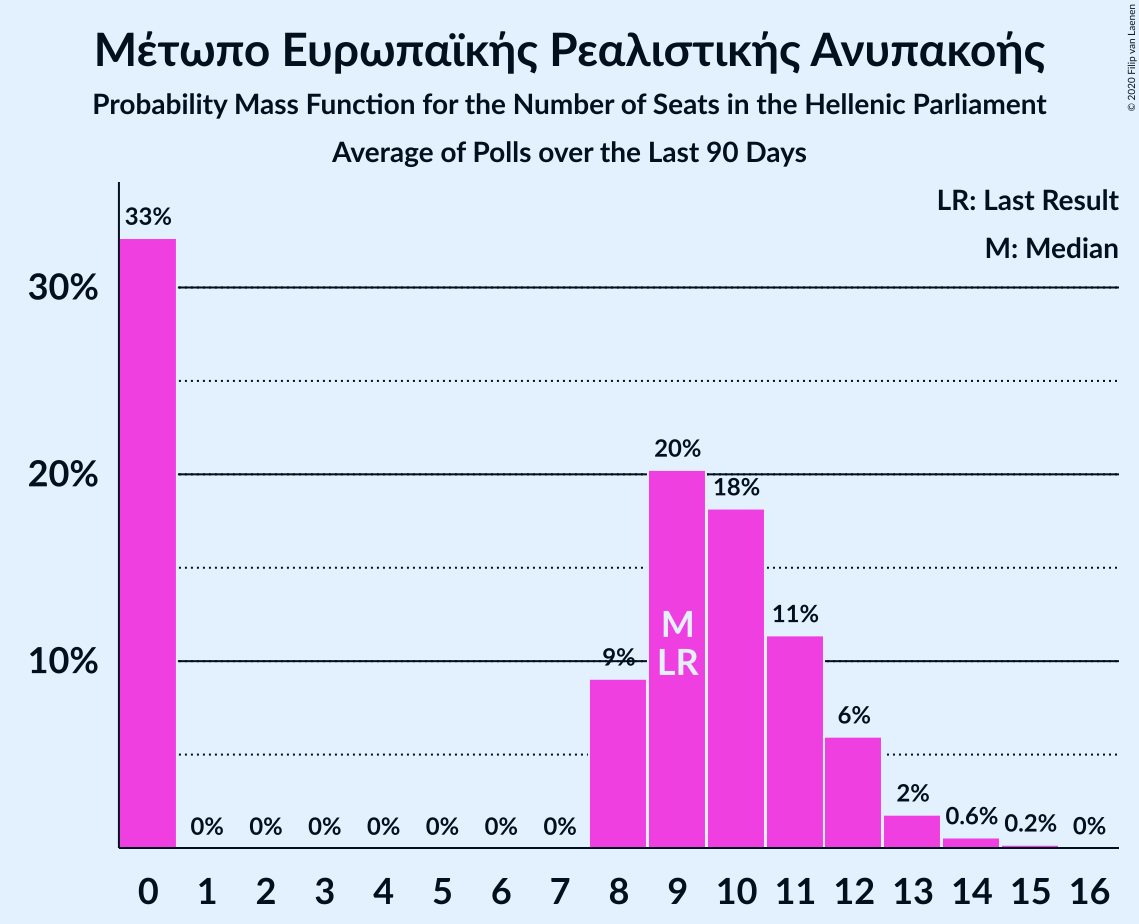 Μέτωπο Ευρωπαϊκής Ρεαλιστικής Ανυπακοής
Probability Mass Function for the Number of Seats in the Hellenic Parliament
Average of Polls over the Last 90 Days
© 2020 Filip van Laenen
LR: Last Result
M: Median
33%
30%
20%
20%
18%
11%
M
LR
10%
9%
6%
2%
0% 0% 0% 0% 0% 0% 0% 0.6% 0.2% 0%
0 1 2 3 4 5 6 7 8 9 10 11 12 13 14 15 16